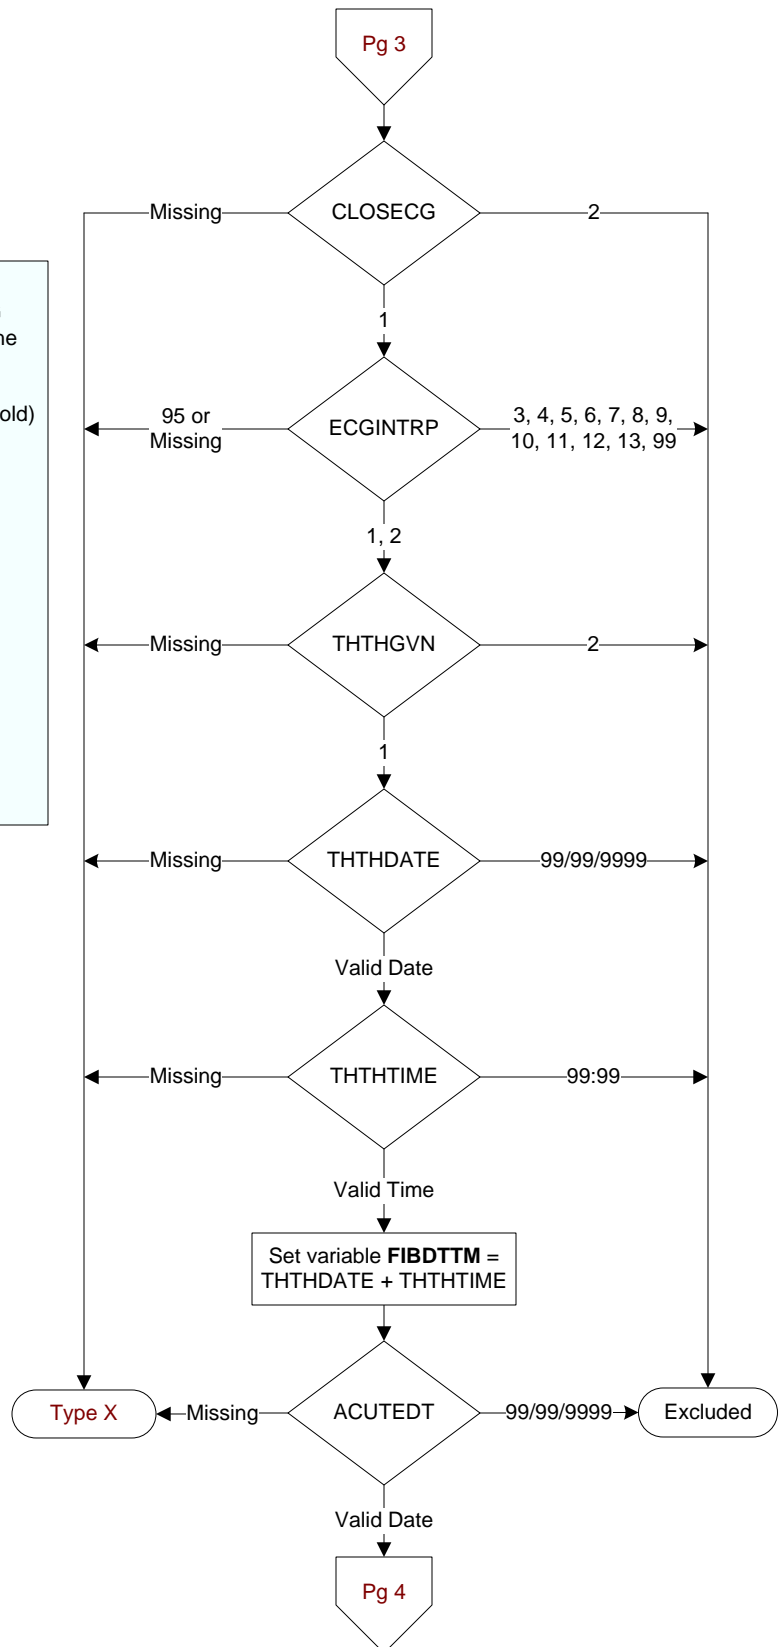 Pg 3
Missing
CLOSECG
2
1
old)
95 or
Missing
ECGINTRP
3, 4, 5, 6, 7, 8, 9,
10, 11, 12, 13, 99
1, 2
Missing
THTHGVN
2
1
Missing
THTHDATE
99/99/9999
Valid Date
Missing
THTHTIME
99:99
Valid Time
Set variable FIBDTTM =
THTHDATE + THTHTIME
Type X
Missing
ACUTEDT
99/99/9999
Excluded
Valid Date
Pg 4